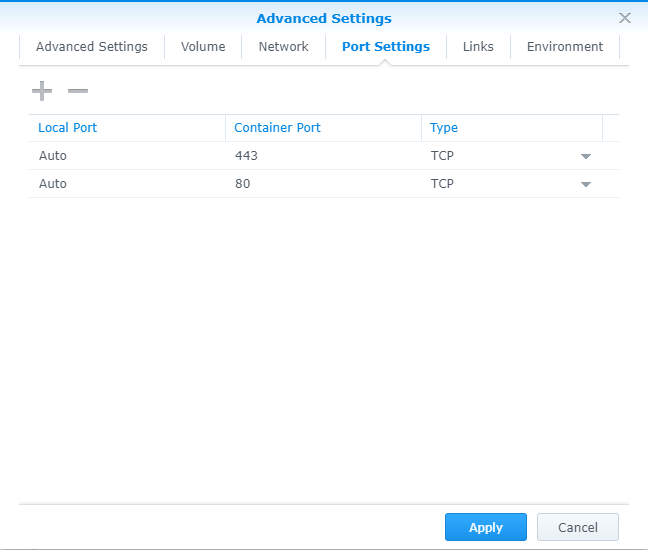 Advanced Settings
Advanced Settings Volume Network Port Settings Links Environment
Local Port Container Port Type
Auto 443 TCP
Auto 80 TCP
Apply Cancel